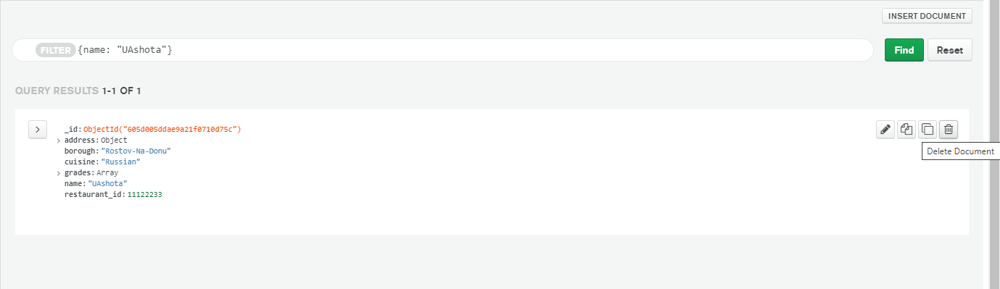 INSERT DOCUMENT
FILTER {name: "UAshota"}
Find
Reset
QUERY RESULTS 1-1 OF 1
_id: ObjectId("605d005ddae9a21f0710d75c")
address: Object
borough: "Rostov-Na-Donu"
cuisine: "Russian"
grades: Array
name: "UAshota"
restaurant_id: 11122233
Delete Document